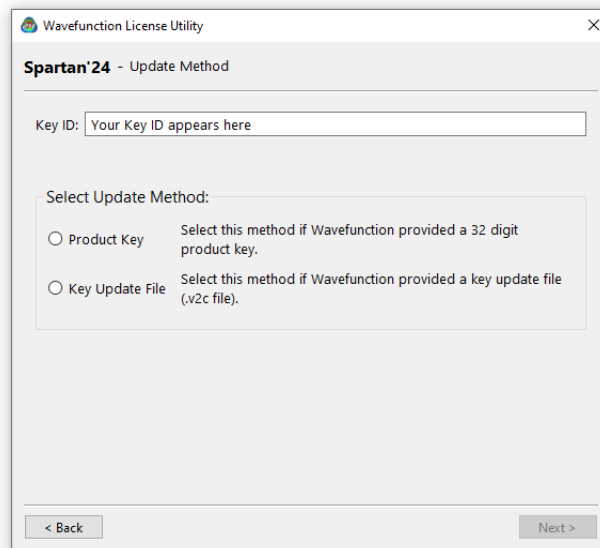 Wavefunction License Utility
Spartan'24 - Update Method
Key ID: Your Key ID appears here
Select Update Method:
Product Key
Select this method if Wavefunction provided a 32 digit
product key.
Key Update File
Select this method if Wavefunction provided a key update file
(.v2c file).
< Back
Next >